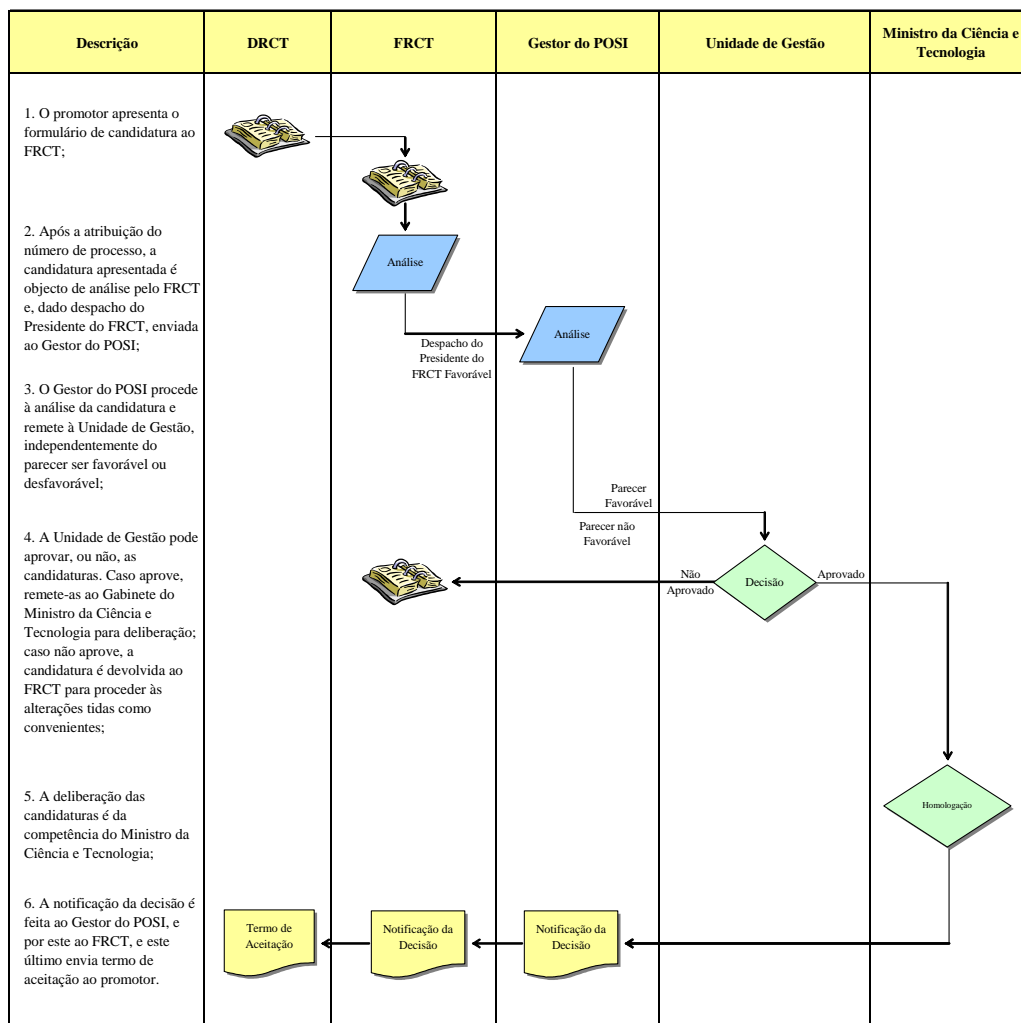 Descrição
DRCT
FRCT
Gestor do POSI
Unidade de Gestão
Ministro da Ciência e
Tecnologia
1. O promotor apresenta o
formulário de candidatura ao
FRCT;
2. Após a atribuição do
número de processo, a
candidatura apresentada é
objecto de análise pelo FRCT
e, dado despacho do
Presidente do FRCT, enviada
ao Gestor do POSI;
Análise
Análise
Despacho do
Presidente do
FRCT Favorável
3. O Gestor do POSI procede
à análise da candidatura e
remete à Unidade de Gestão,
independentemente do
parecer ser favorável ou
desfavorável;
Parecer
Favorável
Parecer não
Favorável
4. A Unidade de Gestão pode
aprovar, ou não, as
candidaturas. Caso aprove,
remete-as ao Gabinete do
Ministro da Ciência e
Tecnologia para deliberação;
caso não aprove, a
candidatura é devolvida ao
FRCT para proceder às
alterações tidas como
convenientes;
Não
Aprovado
Decisão
Aprovado
5. A deliberação das
candidaturas é da
competência do Ministro da
Ciência e Tecnologia;
Homologação
6. A notificação da decisão é
feita ao Gestor do POSI, e
por este ao FRCT, e este
último envia termo de
aceitação ao promotor.
Termo de
Aceitação
Notificação da
Decisão
Notificação da
Decisão